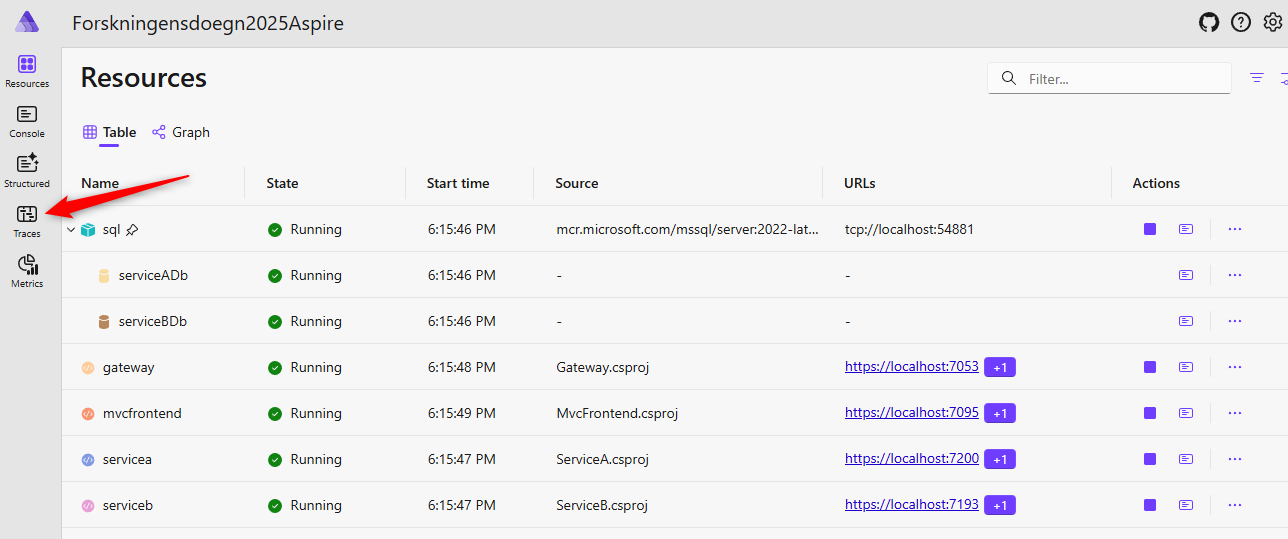 Forskningensdoegn2025Aspire
Resources
Resources
Filter...
Console
Table Graph
Structured
Name State Start time Source URLs Actions
Traces
sql Running 6:15:46 PM mcr.microsoft.com/mssql/server:2022-lat... tcp://localhost:54881
Metrics
serviceADb Running 6:15:46 PM - -
serviceBDb Running 6:15:46 PM - -
gateway Running 6:15:48 PM Gateway.csproj https://localhost:7053 +1
mvcfrontend Running 6:15:49 PM MvcFrontend.csproj https://localhost:7095 +1
servicea Running 6:15:47 PM ServiceA.csproj https://localhost:7200 +1
serviceb Running 6:15:47 PM ServiceB.csproj https://localhost:7193 +1